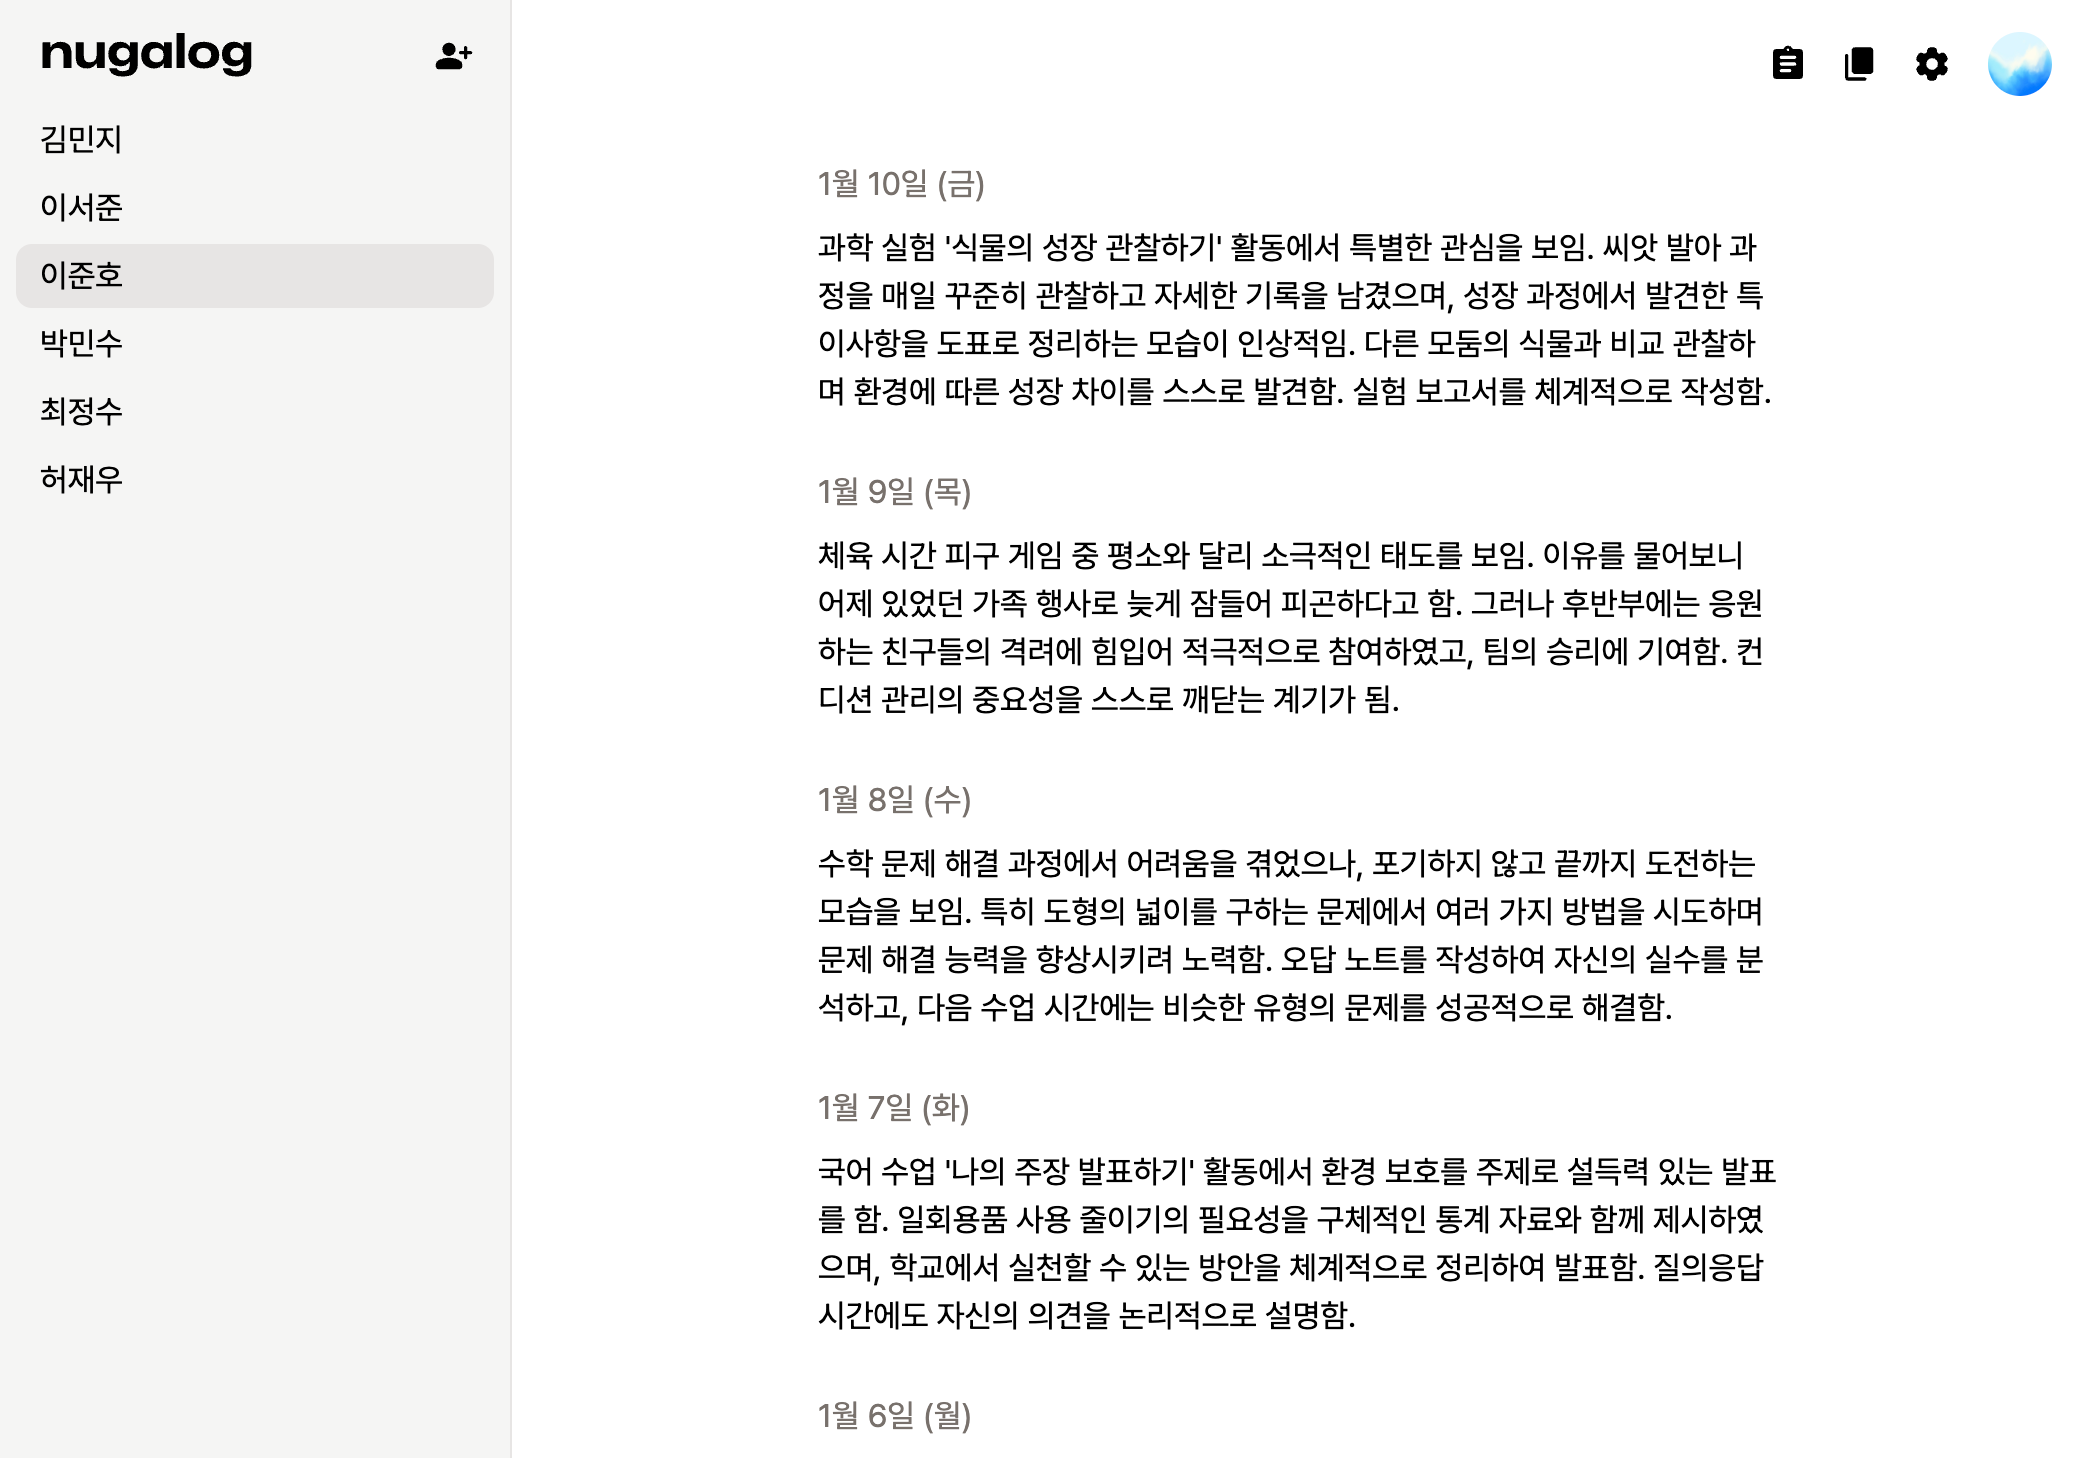 nugalog
김민지
이서준
이준호
박민수
최정수
허재우
1월 10일 (금)
과학 실험 '식물의 성장 관찰하기' 활동에서 특별한 관심을 보임. 씨앗 발아 과
정을 매일 꾸준히 관찰하고 자세한 기록을 남겼으며, 성장 과정에서 발견한 특
이사항을 도표로 정리하는 모습이 인상적임. 다른 모둠의 식물과 비교 관찰하
며 환경에 따른 성장 차이를 스스로 발견함. 실험 보고서를 체계적으로 작성함.
1월 9일 (목)
체육 시간 피구 게임 중 평소와 달리 소극적인 태도를 보임. 이유를 물어보니
어제 있었던 가족 행사로 늦게 잠들어 피곤하다고 함. 그러나 후반부에는 응원
하는 친구들의 격려에 힘입어 적극적으로 참여하였고, 팀의 승리에 기여함. 컨
디션 관리의 중요성을 스스로 깨닫는 계기가 됨.
1월 8일 (수)
수학 문제 해결 과정에서 어려움을 겪었으나, 포기하지 않고 끝까지 도전하는
모습을 보임. 특히 도형의 넓이를 구하는 문제에서 여러 가지 방법을 시도하며
문제 해결 능력을 향상시키려 노력함. 오답 노트를 작성하여 자신의 실수를 분
석하고, 다음 수업 시간에는 비슷한 유형의 문제를 성공적으로 해결함.
1월 7일 (화)
국어 수업 '나의 주장 발표하기' 활동에서 환경 보호를 주제로 설득력 있는 발표
를 함. 일회용품 사용 줄이기의 필요성을 구체적인 통계 자료와 함께 제시하였
으며, 학교에서 실천할 수 있는 방안을 체계적으로 정리하여 발표함. 질의응답
시간에도 자신의 의견을 논리적으로 설명함.
1월 6일 (월)